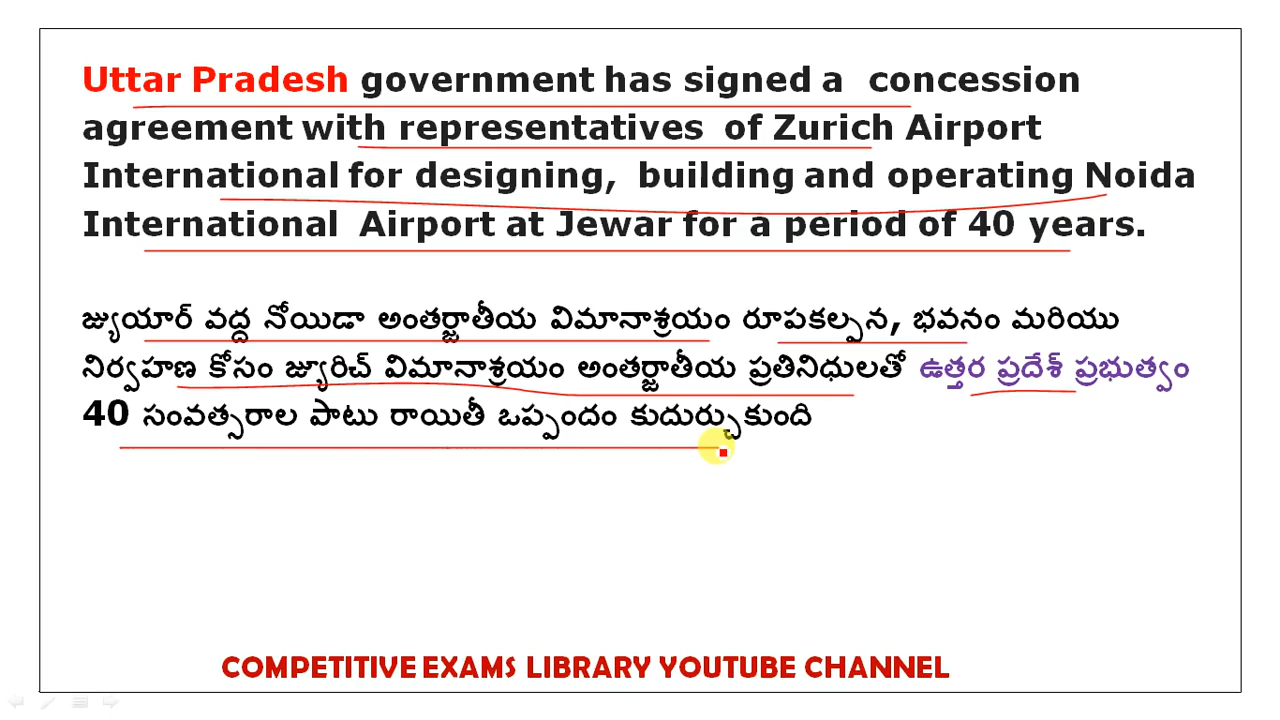 Uttar Pradesh government has signed a concession
agreement with representatives of Zurich Airport
International for designing, building and operating Noida
International Airport at Jewar for a period of 40 years.
జ్యుయార్ వద్ద నోయిడా అంతర్జాతీయ విమానాశ్రయం రూపకల్పన, భవనం మరియు
నిర్వహణ కోసం జ్యూరిచ్ విమానాశ్రయం అంతర్జాతీయ ప్రతినిధులతో ఉత్తర ప్రదేశ్ ప్రభుత్వం
40 సంవత్సరాల పాటు రాయితీ ఒప్పందం కుదుర్చుకుంది
COMPETITIVE EXAMS LIBRARY YOUTUBE CHANNEL